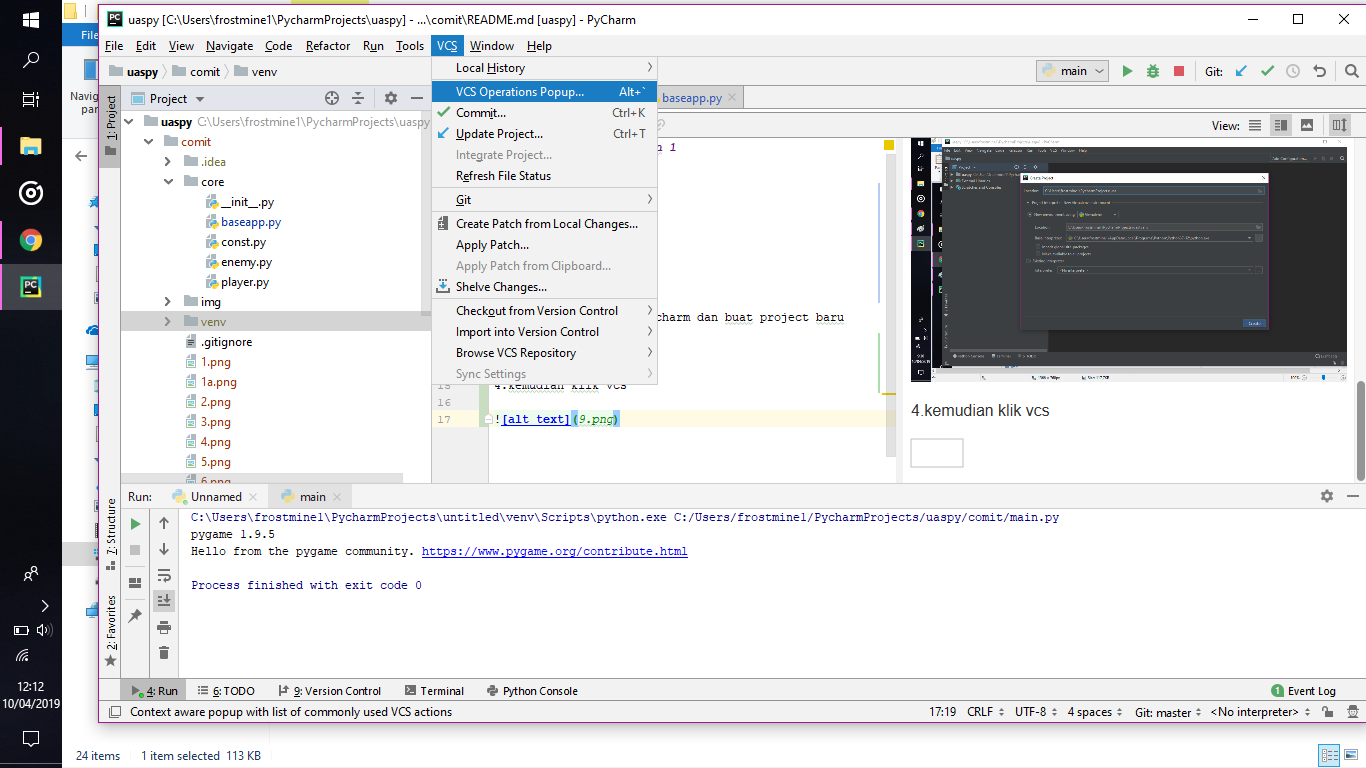 uaspy [C:\Users\frostmine1\PycharmProjects\uaspy] - ...\comit\README.md [uaspy] - PyCharm
File Edit View Navigate Code Refactor Run Tools VCS Window Help
File
uaspy comit venv
main Git:
Project
baseapp.py
1: Project
View:
uaspy C:\Users\frostmine1\PycharmProjects\uaspy
comit
.idea
core
__init__.py
baseapp.py
const.py
enemy.py
player.py
img
venv
.gitignore
1.png
1a.png
2.png
3.png
4.png
5.png
6.png
Local History
VCS Operations Popup... Alt+`
Commit... Ctrl+K
Update Project... Ctrl+T
Integrate Project...
Refresh File Status
Git
Create Patch from Local Changes...
Apply Patch...
Apply Patch from Clipboard...
Shelve Changes...
Checkout from Version Control
Import into Version Control
Browse VCS Repository
Sync Settings
charm dan buat project baru
4.kemudian klik vcs
16
17 ![alt text](9.png)
Create Project
4.kemudian klik vcs
Run: Unnamed main
C:\Users\frostmine1\PycharmProjects\untitled\venv\Scripts\python.exe C:/Users/frostmine1/PycharmProjects/uaspy/comit/main.py
pygame 1.9.5
Hello from the pygame community. https://www.pygame.org/contribute.html
Process finished with exit code 0
7: Structure
2: Favorites
4: Run 6: TODO 9: Version Control Terminal Python Console 1 Event Log
Context aware popup with list of commonly used VCS actions 17:19 CRLF UTF-8 4 spaces Git: master <No interpreter>
12:12
10/04/2019
24 items 1 item selected 113 KB